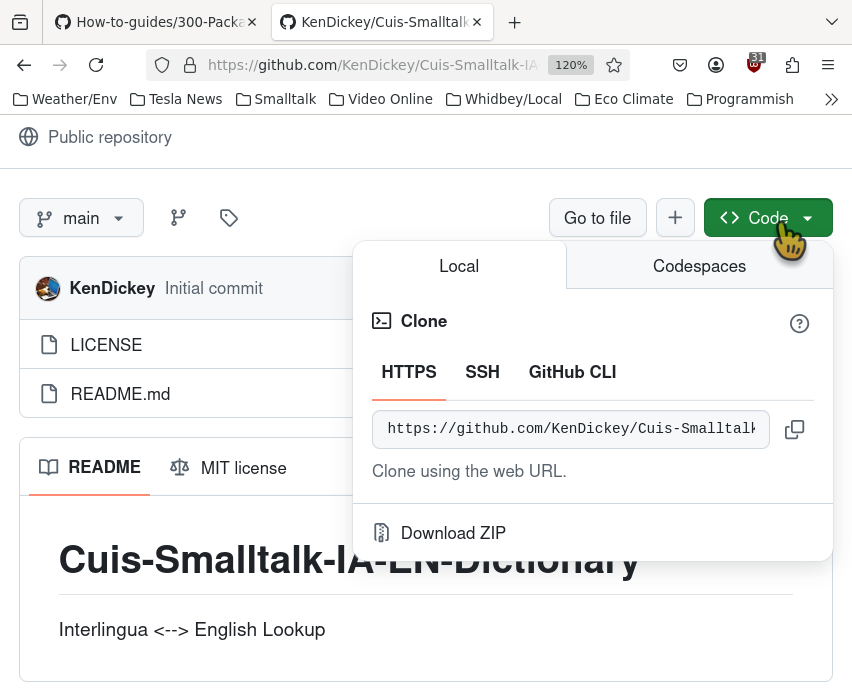 How-to-guides/300-Packa
KenDickey/Cuis-Smalltalk
https://github.com/KenDickey/Cuis-Smalltalk-IA
120%
31
Weather/Env Tesla News Smalltalk Video Online Whidbey/Local Eco Climate Programmish
Public repository
main Go to file Code
Local Codespaces
KenDickey Initial commit
Clone
LICENSE
HTTPS SSH GitHub CLI
README.md
https://github.com/KenDickey/Cuis-Smalltalk
Clone using the web URL.
README MIT license
Download ZIP
Cuis-Smalltalk-IA-EN-Dictionary
Interlingua <--> English Lookup